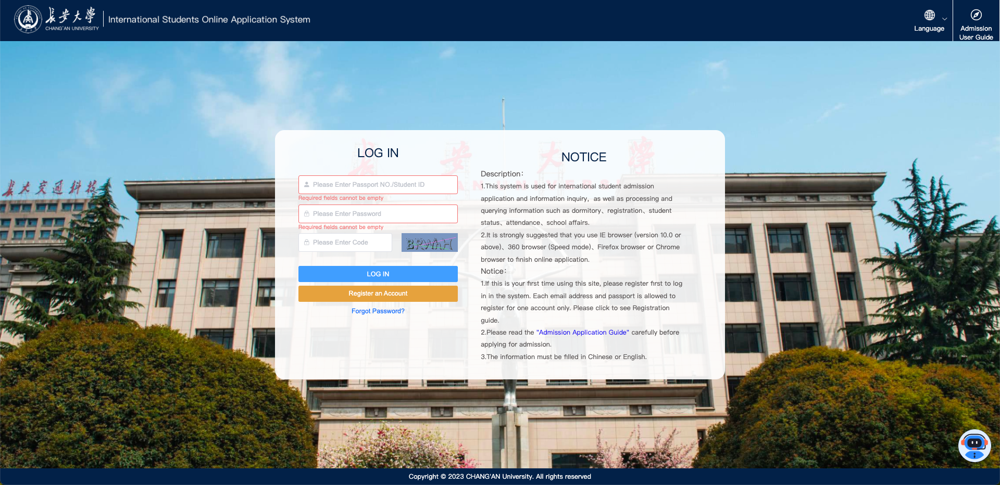 长安大学
CHANG'AN UNIVERSITY
International Students Online Application System
Language
Admission
User Guide
长大交通科技
长 安 大 学
LOG IN
Please Enter Passport NO./Student ID
Required fields cannot be empty
Please Enter Password
Required fields cannot be empty
Please Enter Code
LOG IN
Register an Account
Forgot Password?
NOTICE
Description：
1.This system is used for international student admission
application and information inquiry，as well as processing and
querying information such as dormitory、registration、student
status、attendance、school affairs.
2.It is strongly suggested that you use IE browser (version 10.0 or
above)、360 browser (Speed mode)、Firefox browser or Chrome
browser to finish online application.
Notice：
1.If this is your first time using this site, please register first to log
in in the system. Each email address and passport is allowed to
register for one account only. Please click to see Registration
guide.
2.Please read the "Admission Application Guide" carefully before
applying for admission.
3.The information must be filled in Chinese or English.
Copyright © 2023 CHANG'AN University. All rights reserved